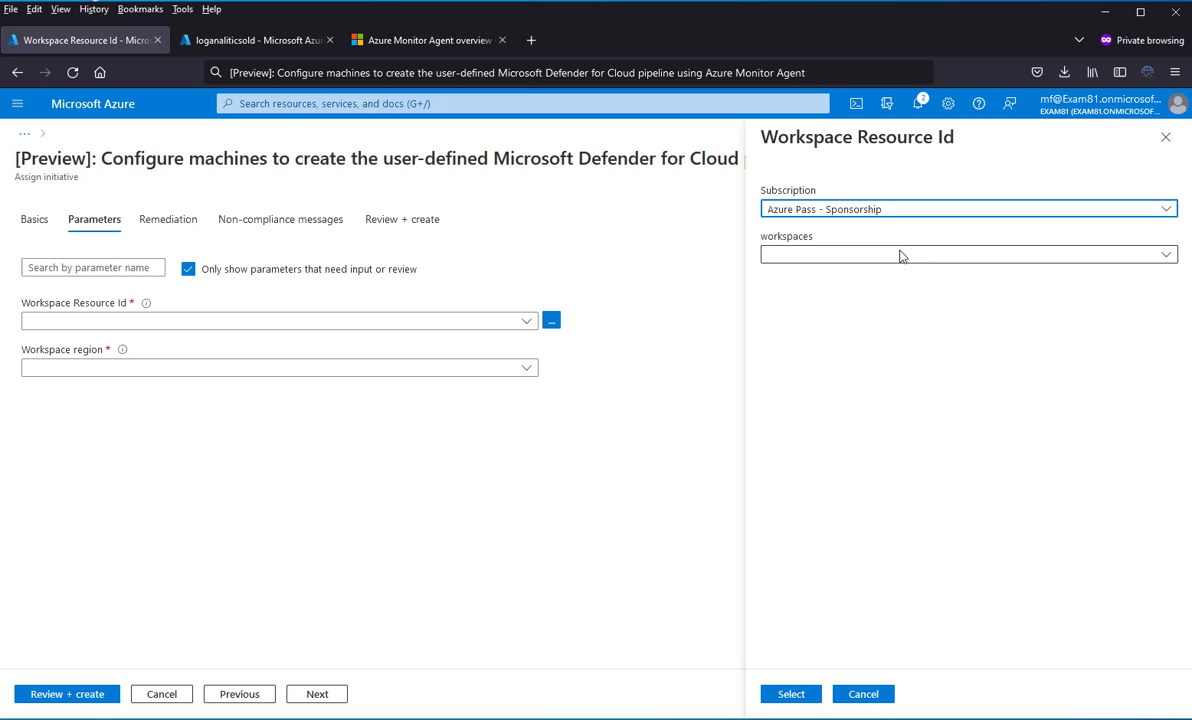 File Edit View History Bookmarks Tools Help
Workspace Resource Id - Micros
loganaliticsold - Microsoft Azur
Azure Monitor Agent overview
Private browsing
[Preview]: Configure machines to create the user-defined Microsoft Defender for Cloud pipeline using Azure Monitor Agent
Microsoft Azure
Search resources, services, and docs (G+/)
2
mf@Exam81.onmicrosof...
EXAM81 (EXAM81.ONMICROSOF...
...
[Preview]: Configure machines to create the user-defined Microsoft Defender for Cloud
Assign initiative
Basics Parameters Remediation Non-compliance messages Review + create
Search by parameter name
Only show parameters that need input or review
Workspace Resource Id *
...
Workspace region *
Review + create Cancel Previous Next
Workspace Resource Id
Subscription
Azure Pass - Sponsorship
workspaces
Select Cancel